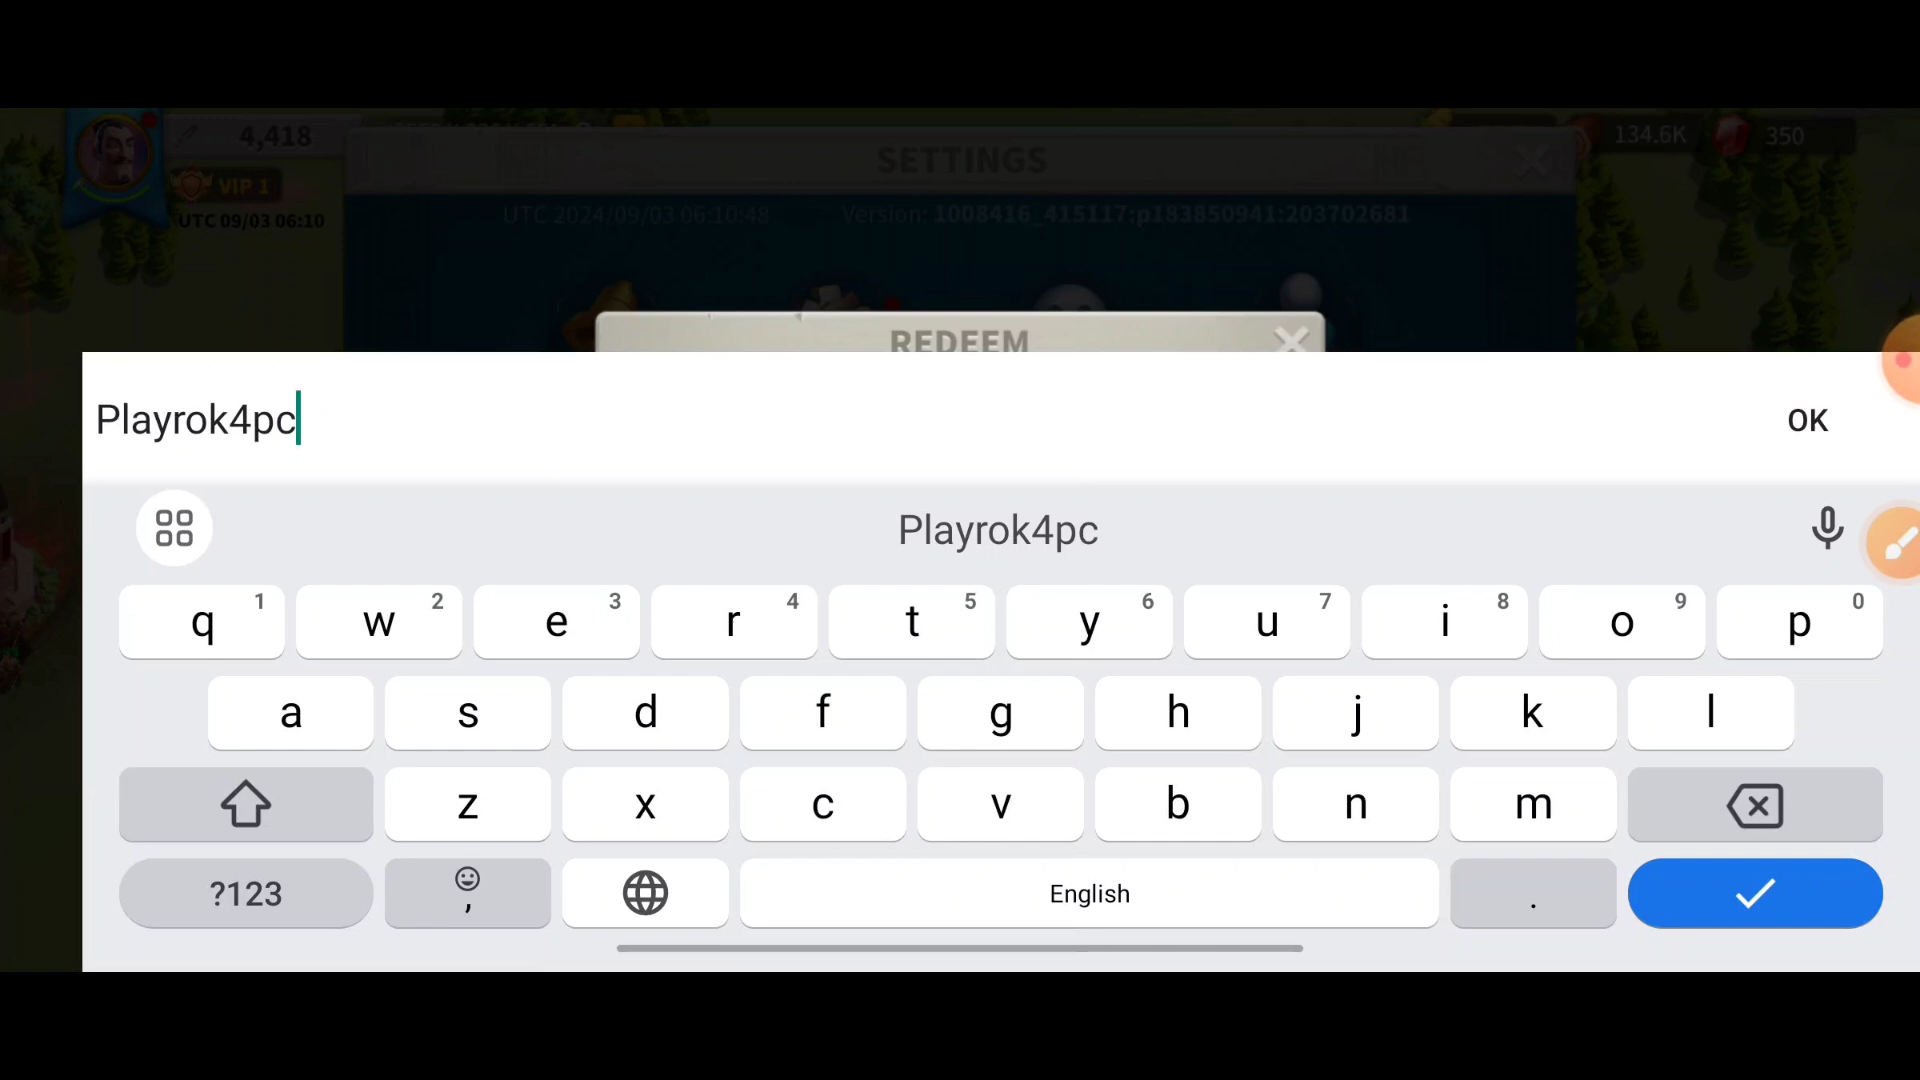 4,418
SETTINGS
134.6K
350
VIP 1
UTC 09/03 06:10
UTC 2024/09/03 06:10:48
Version: 1008416_415117:p183850941:203702681
REDEEM
Playrok4pc
OK
Playrok4pc
q 1 w 2 e 3 r 4 t 5 y 6 u 7 i 8 o 9 p 0
a s d f g h j k l
z x c v b n m
?123 , English .